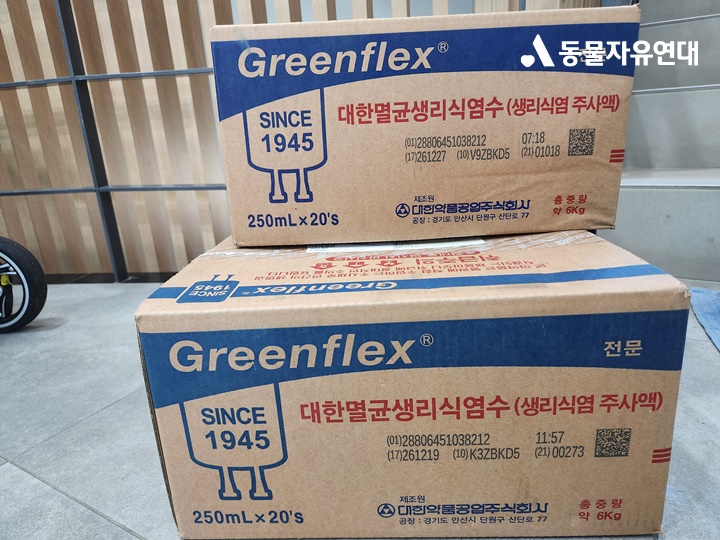 동물자유연대
Greenflex®
전문
SINCE
1945
대한멸균생리식염수 (생리식염 주사액)
(01)28806451038212 07:18
(17)261227 (10)V9ZBKD5 (21)01018
제조원
대한약품공업주식회사
공장 : 경기도 안산시 단원구 산단로 77
총 중 량
약 6Kg
250mL×20's
SINCE
1945
Greenflex®
전문
SINCE
1945
대한멸균생리식염수 (생리식염 주사액)
(01)28806451038212 11:57
(17)261219 (10)K3ZBKD5 (21)00273
제조원
대한약품공업주식회사
공장 : 경기도 안산시 단원구 산단로 77
총 중 량
약 6Kg
250mL×20's